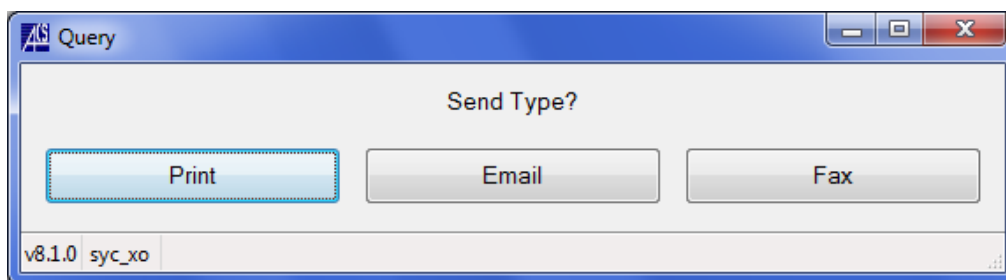 Query
Send Type?
Print Email Fax
v8.1.0 syc_xo